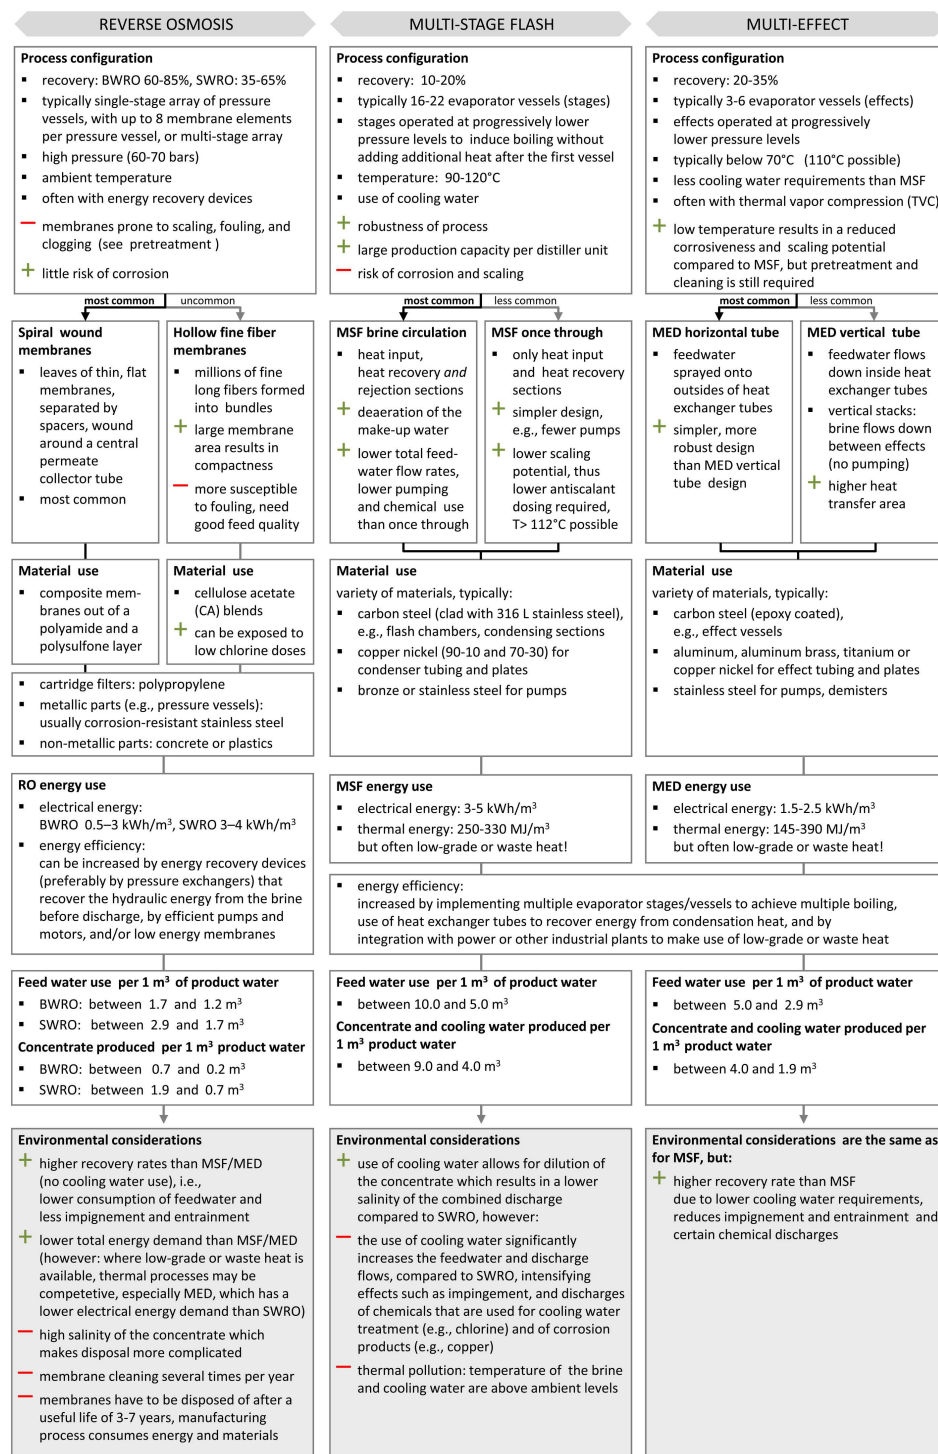 REVERSE OSMOSIS
Process configuration
▪ recovery: BWRO 60-85%, SWRO: 35-65%
▪ typically single-stage array of pressure
vessels, with up to 8 membrane elements
per pressure vessel, or multi-stage array
▪ high pressure (60-70 bars)
▪ ambient temperature
▪ often with energy recovery devices
— membranes prone to scaling, fouling, and
clogging (see pretreatment )
+ little risk of corrosion
most common
uncommon
Spiral wound
membranes
▪ leaves of thin, flat
membranes,
separated by
spacers, wound
around a central
permeate
collector tube
▪ most common
Hollow fine fiber
membranes
▪ millions of fine
long fibers formed
into bundles
+ large membrane
area results in
compactness
— more susceptible
to fouling, need
good feed quality
Material use
▪ composite mem-
branes out of a
polyamide and a
polysulfone layer
Material use
▪ cellulose acetate
(CA) blends
+ can be exposed to
low chlorine doses
▪ cartridge filters: polypropylene
▪ metallic parts (e.g., pressure vessels):
usually corrosion-resistant stainless steel
▪ non-metallic parts: concrete or plastics
RO energy use
▪ electrical energy:
BWRO 0.5–3 kWh/m³, SWRO 3–4 kWh/m³
▪ energy efficiency:
can be increased by energy recovery devices
(preferably by pressure exchangers) that
recover the hydraulic energy from the brine
before discharge, by efficient pumps and
motors, and/or low energy membranes
Feed water use per 1 m³ of product water
▪ BWRO: between 1.7 and 1.2 m³
▪ SWRO: between 2.9 and 1.7 m³
Concentrate produced per 1 m³ product water
▪ BWRO: between 0.7 and 0.2 m³
▪ SWRO: between 1.9 and 0.7 m³
Environmental considerations
+ higher recovery rates than MSF/MED
(no cooling water use), i.e.,
lower consumption of feedwater and
less impignement and entrainment
+ lower total energy demand than MSF/MED
(however: where low-grade or waste heat is
available, thermal processes may be
competetive, especially MED, which has a
lower electrical energy demand than SWRO)
— high salinity of the concentrate which
makes disposal more complicated
— membrane cleaning several times per year
— membranes have to be disposed of after a
useful life of 3-7 years, manufacturing
process consumes energy and materials
MULTI-STAGE FLASH
Process configuration
▪ recovery: 10-20%
▪ typically 16-22 evaporator vessels (stages)
▪ stages operated at progressively lower
pressure levels to induce boiling without
adding additional heat after the first vessel
▪ temperature: 90-120°C
▪ use of cooling water
+ robustness of process
+ large production capacity per distiller unit
— risk of corrosion and scaling
most common
less common
MSF brine circulation
▪ heat input,
heat recovery and
rejection sections
+ deaeration of the
make-up water
+ lower total feed-
water flow rates,
lower pumping
and chemical use
than once through
MSF once through
▪ only heat input
and heat recovery
sections
+ simpler design,
e.g., fewer pumps
+ lower scaling
potential, thus
lower antiscalant
dosing required,
T> 112°C possible
Material use
variety of materials, typically:
▪ carbon steel (clad with 316 L stainless steel),
e.g., flash chambers, condensing sections
▪ copper nickel (90-10 and 70-30) for
condenser tubing and plates
▪ bronze or stainless steel for pumps
MSF energy use
▪ electrical energy: 3-5 kWh/m³
▪ thermal energy: 250-330 MJ/m³
but often low-grade or waste heat!
MULTI-EFFECT
Process configuration
▪ recovery: 20-35%
▪ typically 3-6 evaporator vessels (effects)
▪ effects operated at progressively
lower pressure levels
▪ typically below 70°C (110°C possible)
▪ less cooling water requirements than MSF
▪ often with thermal vapor compression (TVC)
+ low temperature results in a reduced
corrosiveness and scaling potential
compared to MSF, but pretreatment and
cleaning is still required
most common
less common
MED horizontal tube
▪ feedwater
sprayed onto
outsides of heat
exchanger tubes
+ simpler, more
robust design
than MED vertical
tube design
MED vertical tube
▪ feedwater flows
down inside heat
exchanger tubes
▪ vertical stacks:
brine flows down
between effects
(no pumping)
+ higher heat
transfer area
Material use
variety of materials, typically:
▪ carbon steel (epoxy coated),
e.g., effect vessels
▪ aluminum, aluminum brass, titanium or
copper nickel for effect tubing and plates
▪ stainless steel for pumps, demisters
MED energy use
▪ electrical energy: 1.5-2.5 kWh/m³
▪ thermal energy: 145-390 MJ/m³
but often low-grade or waste heat!
▪ energy efficiency:
increased by implementing multiple evaporator stages/vessels to achieve multiple boiling,
use of heat exchanger tubes to recover energy from condensation heat, and by
integration with power or other industrial plants to make use of low-grade or waste heat
Feed water use per 1 m³ of product water
▪ between 10.0 and 5.0 m³
Concentrate and cooling water produced per
1 m³ product water
▪ between 9.0 and 4.0 m³
Environmental considerations
+ use of cooling water allows for dilution of
the concentrate which results in a lower
salinity of the combined discharge
compared to SWRO, however:
— the use of cooling water significantly
increases the feedwater and discharge
flows, compared to SWRO, intensifying
effects such as impingement, and discharges
of chemicals that are used for cooling water
treatment (e.g., chlorine) and of corrosion
products (e.g., copper)
— thermal pollution: temperature of the brine
and cooling water are above ambient levels
Feed water use per 1 m³ of product water
▪ between 5.0 and 2.9 m³
Concentrate and cooling water produced per
1 m³ product water
▪ between 4.0 and 1.9 m³
Environmental considerations are the same as
for MSF, but:
+ higher recovery rate than MSF
due to lower cooling water requirements,
reduces impignement and entrainment and
certain chemical discharges